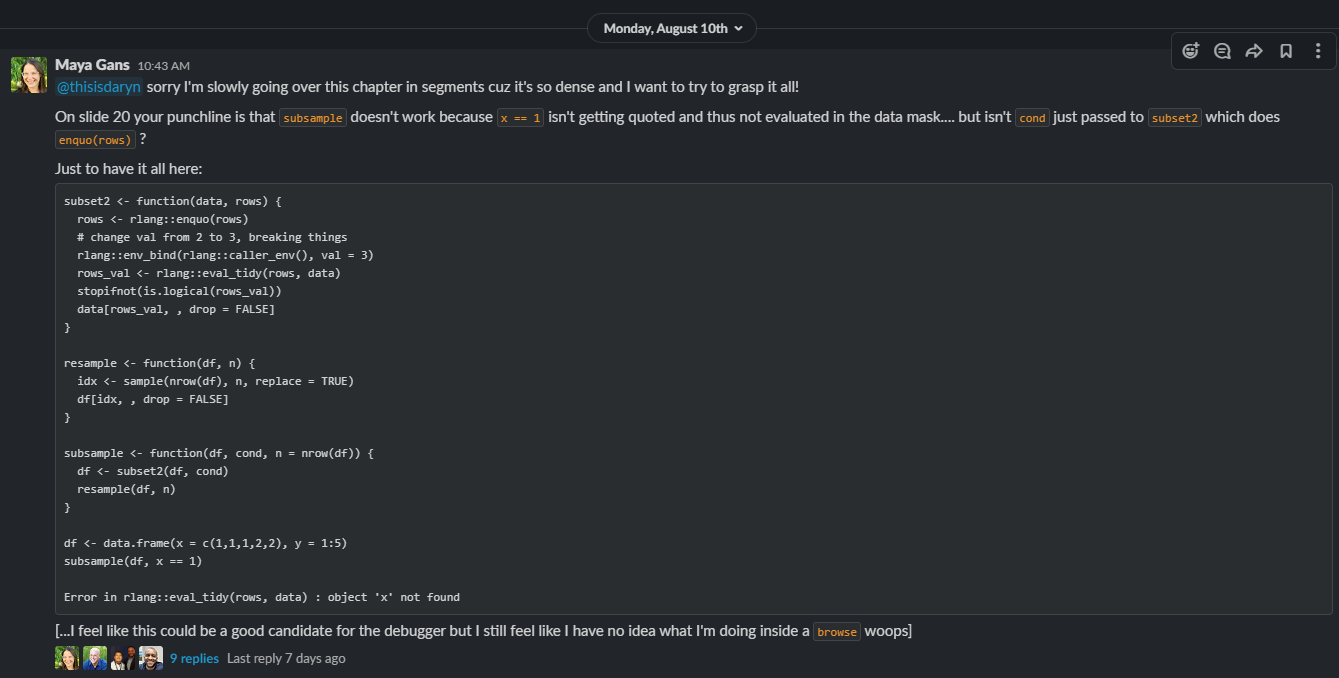 Monday, August 10th
Maya Gans 10:43 AM
@thisisdaryn sorry I'm slowly going over this chapter in segments cuz it's so dense and I want to try to grasp it all!
On slide 20 your punchline is that subsample doesn't work because x == 1 isn't getting quoted and thus not evaluated in the data mask.... but isn't cond just passed to subset2 which does
enquo(rows) ?
Just to have it all here:
subset2 <- function(data, rows) {
  rows <- rlang::enquo(rows)
  # change val from 2 to 3, breaking things
  rlang::env_bind(rlang::caller_env(), val = 3)
  rows_val <- rlang::eval_tidy(rows, data)
  stopifnot(is.logical(rows_val))
  data[rows_val, , drop = FALSE]
}
resample <- function(df, n) {
  idx <- sample(nrow(df), n, replace = TRUE)
  df[idx, , drop = FALSE]
}
subsample <- function(df, cond, n = nrow(df)) {
  df <- subset2(df, cond)
  resample(df, n)
}
df <- data.frame(x = c(1,1,1,2,2), y = 1:5)
subsample(df, x == 1)
Error in rlang::eval_tidy(rows, data) : object 'x' not found
[...I feel like this could be a good candidate for the debugger but I still feel like I have no idea what I'm doing inside a browse woops]
9 replies Last reply 7 days ago